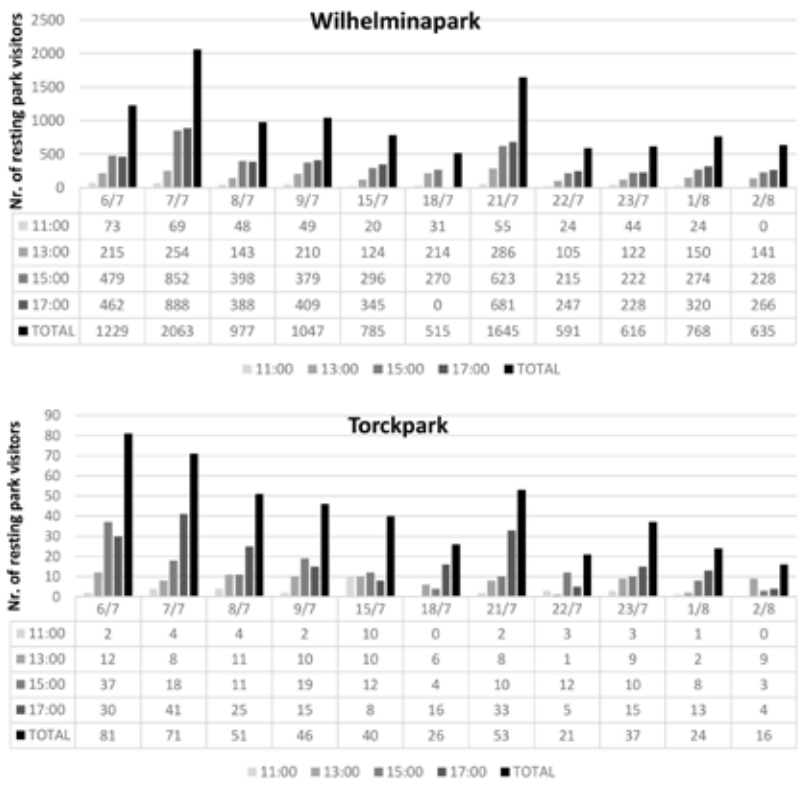 Wilhelminapark
Nr. of resting park visitors
2500
2000
1500
1000
500
0
6/7 7/7 8/7 9/7 15/7 18/7 21/7 22/7 23/7 1/8 2/8
11:00 73 69 48 49 20 31 55 24 44 24 0
13:00 215 254 143 210 124 214 286 105 122 150 141
15:00 479 852 398 379 296 270 623 215 222 274 228
17:00 462 888 388 409 345 0 681 247 228 320 266
TOTAL 1229 2063 977 1047 785 515 1645 591 616 768 635
11:00 13:00 15:00 17:00 TOTAL
Torckpark
Nr. of resting park visitors
90
80
70
60
50
40
30
20
10
0
6/7 7/7 8/7 9/7 15/7 18/7 21/7 22/7 23/7 1/8 2/8
11:00 2 4 4 2 10 0 2 3 3 1 0
13:00 12 8 11 10 10 6 8 1 9 2 9
15:00 37 18 11 19 12 4 10 12 10 8 3
17:00 30 41 25 15 8 16 33 5 15 13 4
TOTAL 81 71 51 46 40 26 53 21 37 24 16
11:00 13:00 15:00 17:00 TOTAL